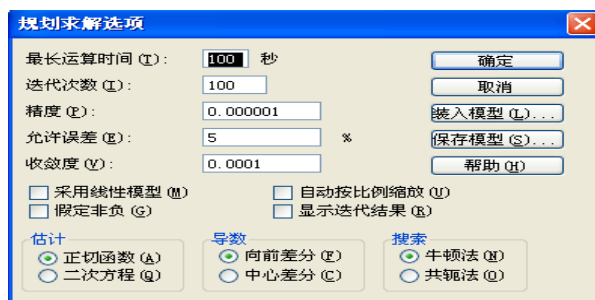 规划求解选项
最长运算时间(T): 100 秒 确定
迭代次数(I): 100 取消
精度(P): 0.000001 装入模型(L)...
允许误差(E): 5 % 保存模型(S)...
收敛度(V): 0.0001 帮助(H)
采用线性模型(M) 自动按比例缩放(U)
假定非负(G) 显示迭代结果(R)
估计 导数 搜索
正切函数(A) 向前差分(F) 牛顿法(N)
二次方程(Q) 中心差分(C) 共轭法(O)